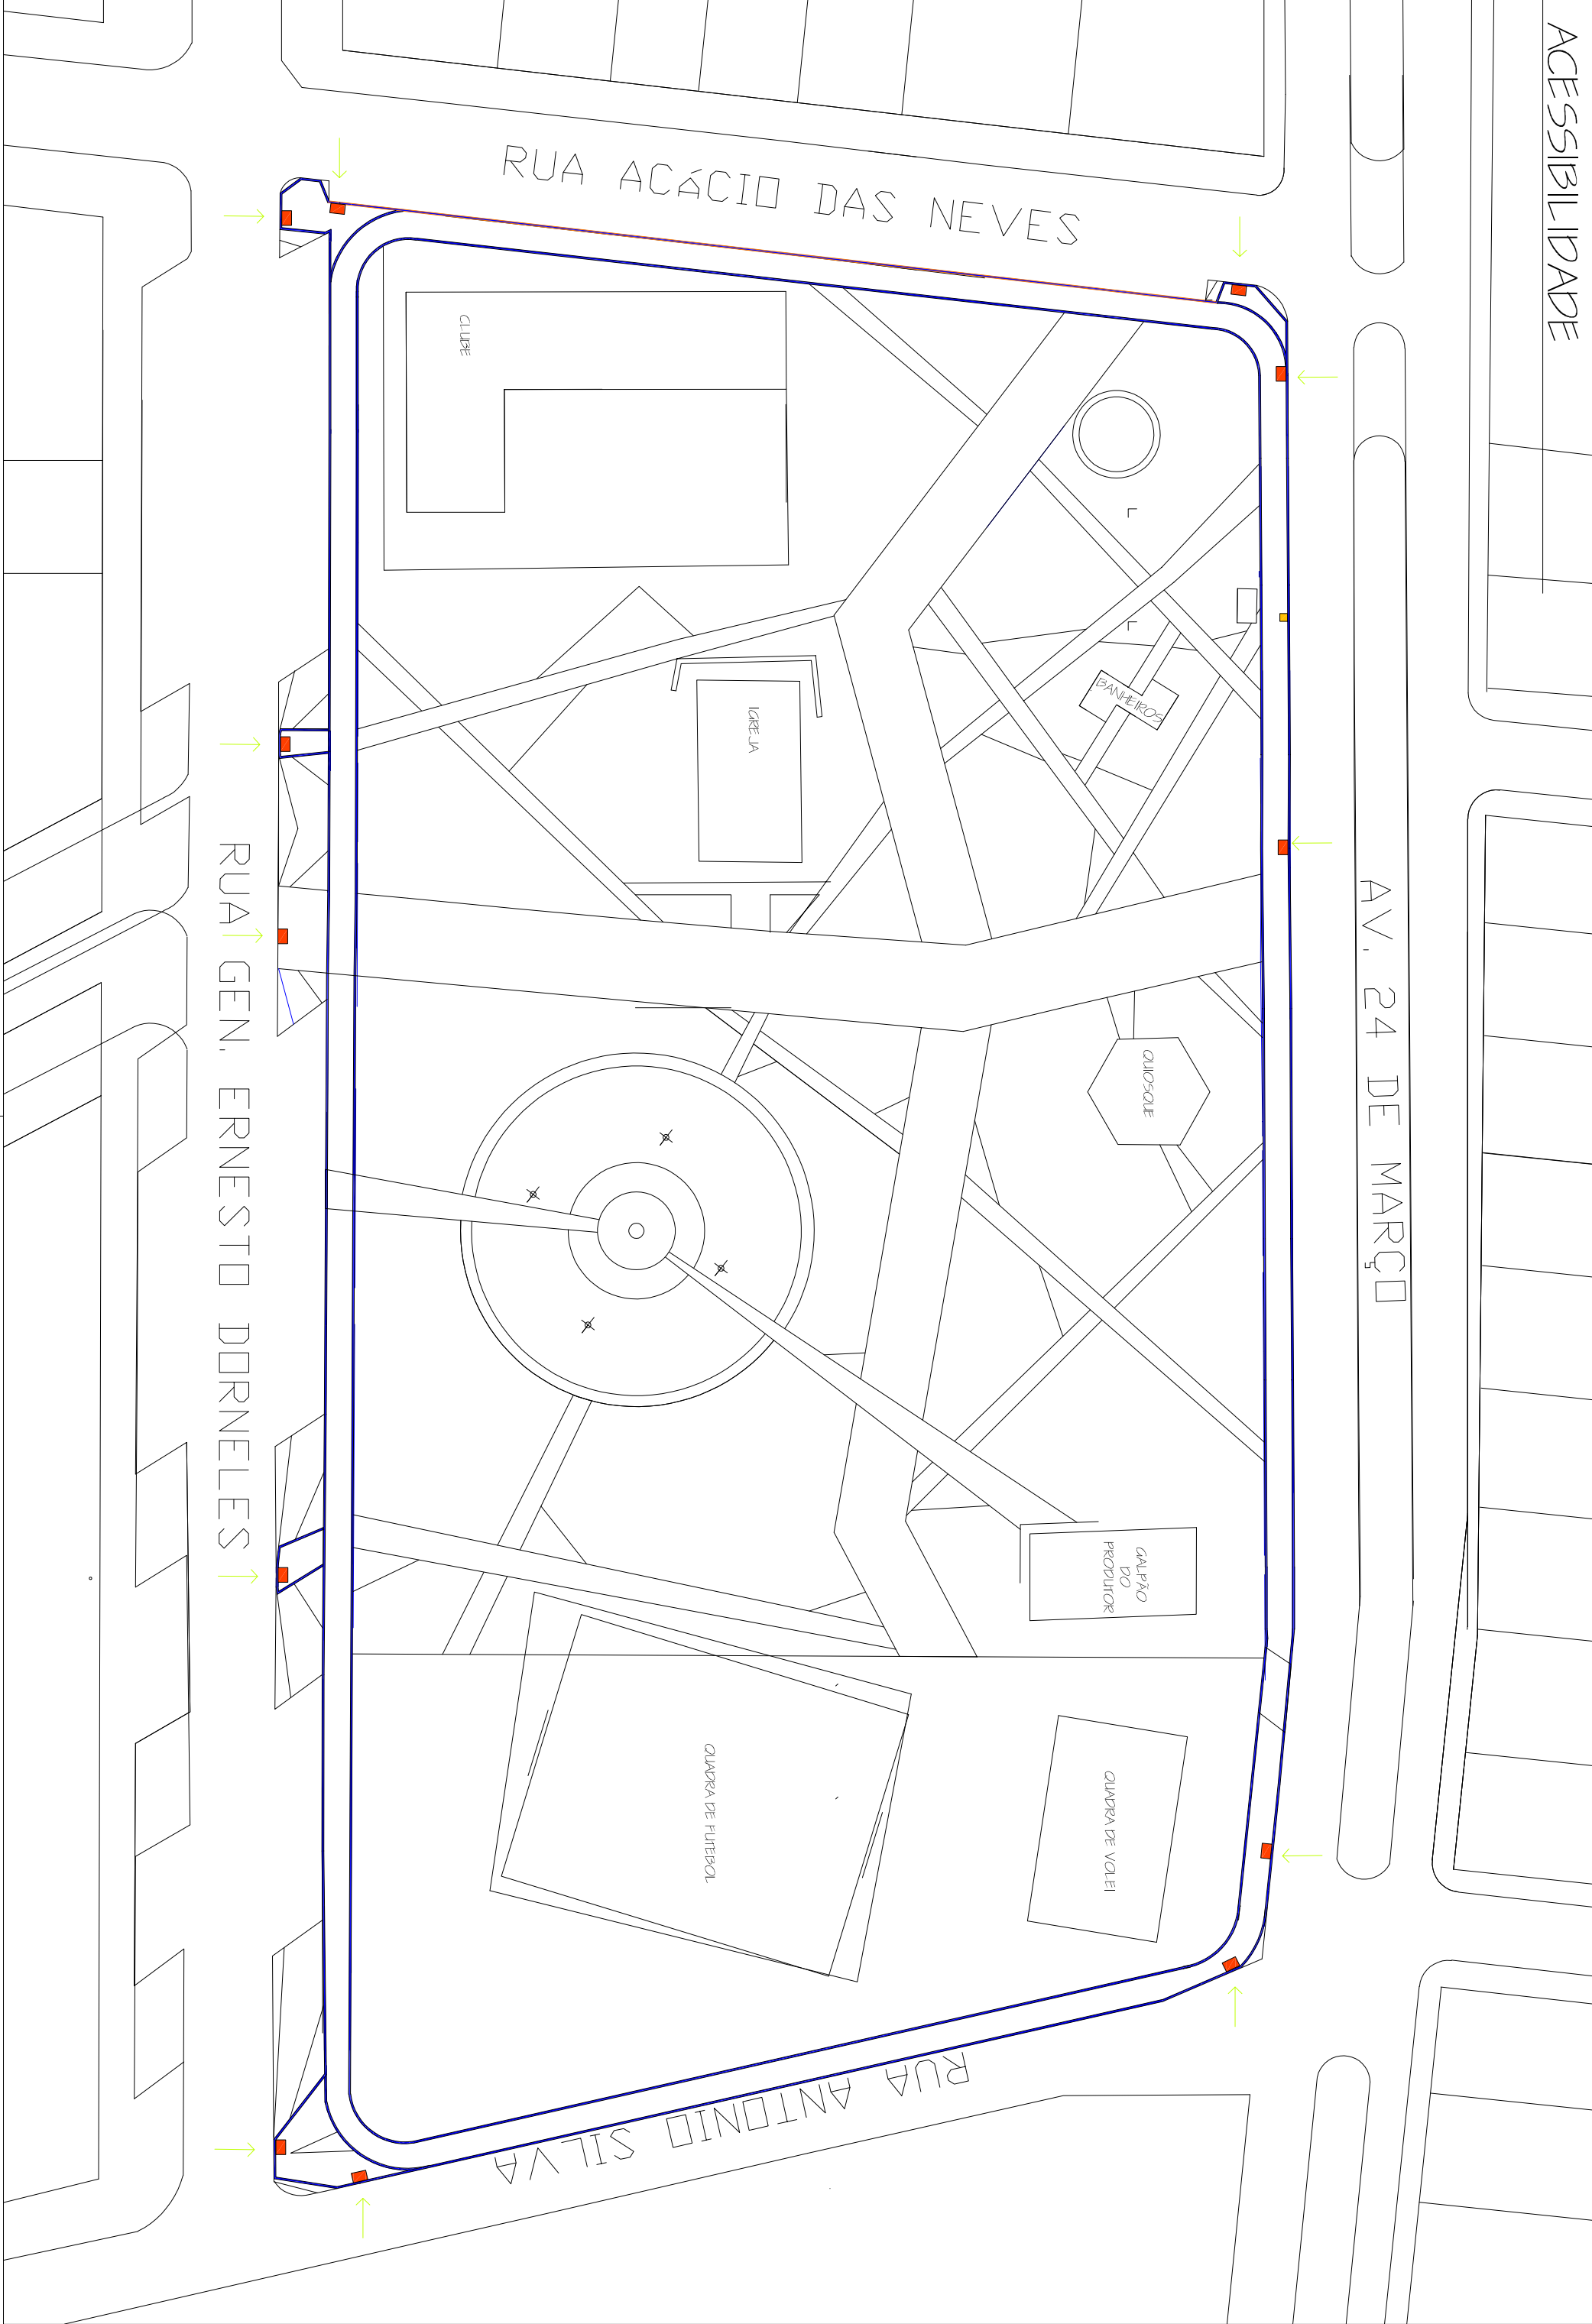 ACESSIBILIDADE
RUA ACÁCIO DAS NEVES
CLUBE
IGREJA
BANHEIROS
RUA GEN. ERNESTO DORNELES
AV. 24 DE MARÇO
QUIOSQUE
GALPÃO
DO
PRODUTOR
QUADRA DE FUTEBOL
QUADRA DE VOLEI
RUA ANTONIO SILVA